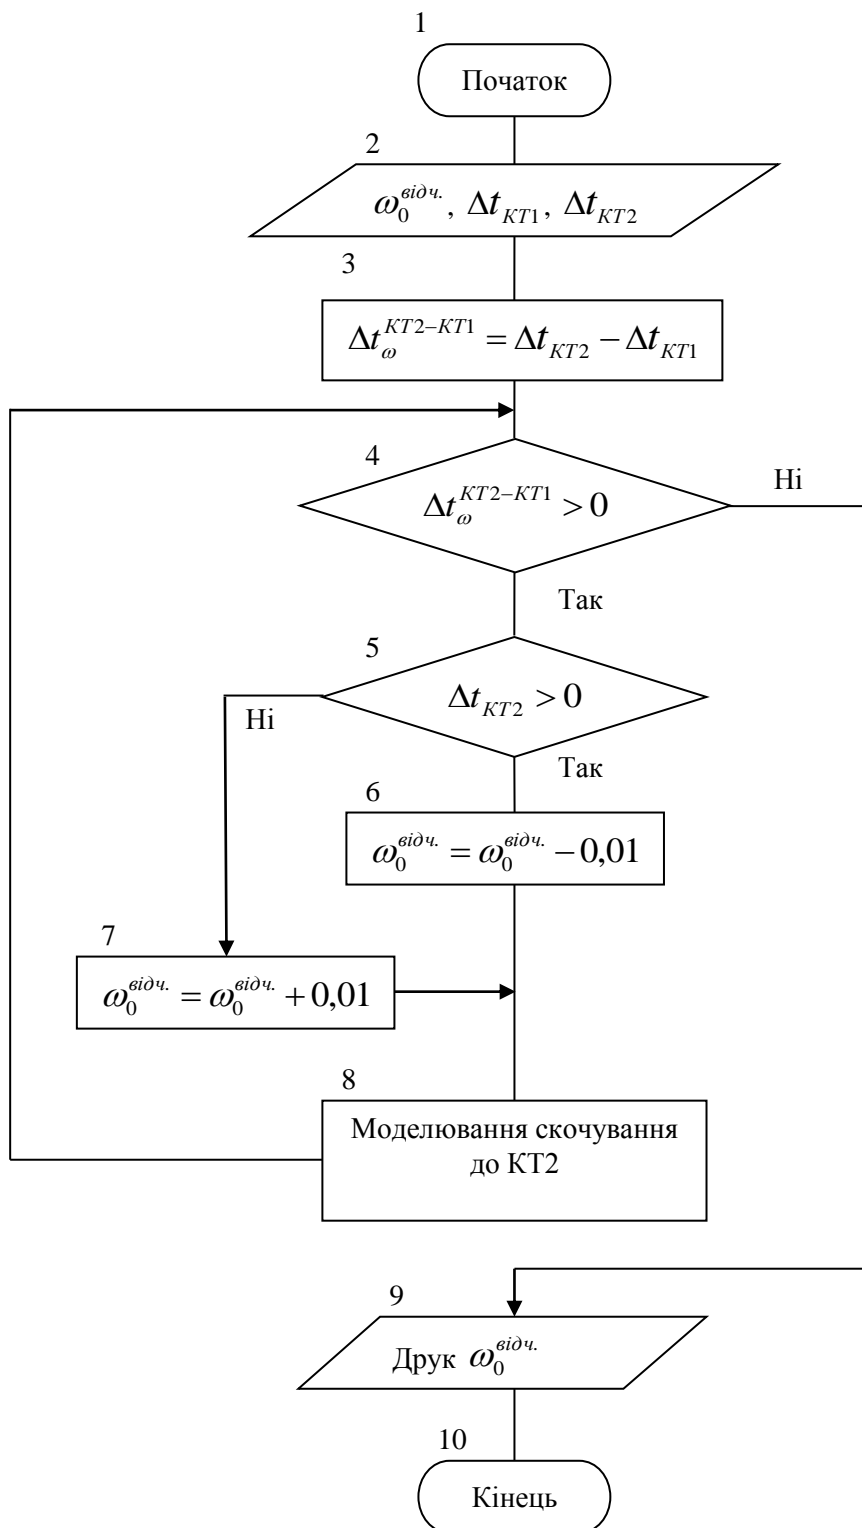 1
Початок
2
ω₀^відч., Δt_КТ1, Δt_КТ2
3
Δt_ω^КТ2−КТ1 = Δt_КТ2 − Δt_КТ1
4
Δt_ω^КТ2−КТ1 > 0
Ні
Так
5
Δt_КТ2 > 0
Ні
Так
6
ω₀^відч. = ω₀^відч. − 0,01
7
ω₀^відч. = ω₀^відч. + 0,01
8
Моделювання скочування
до КТ2
9
Друк ω₀^відч.
10
Кінець